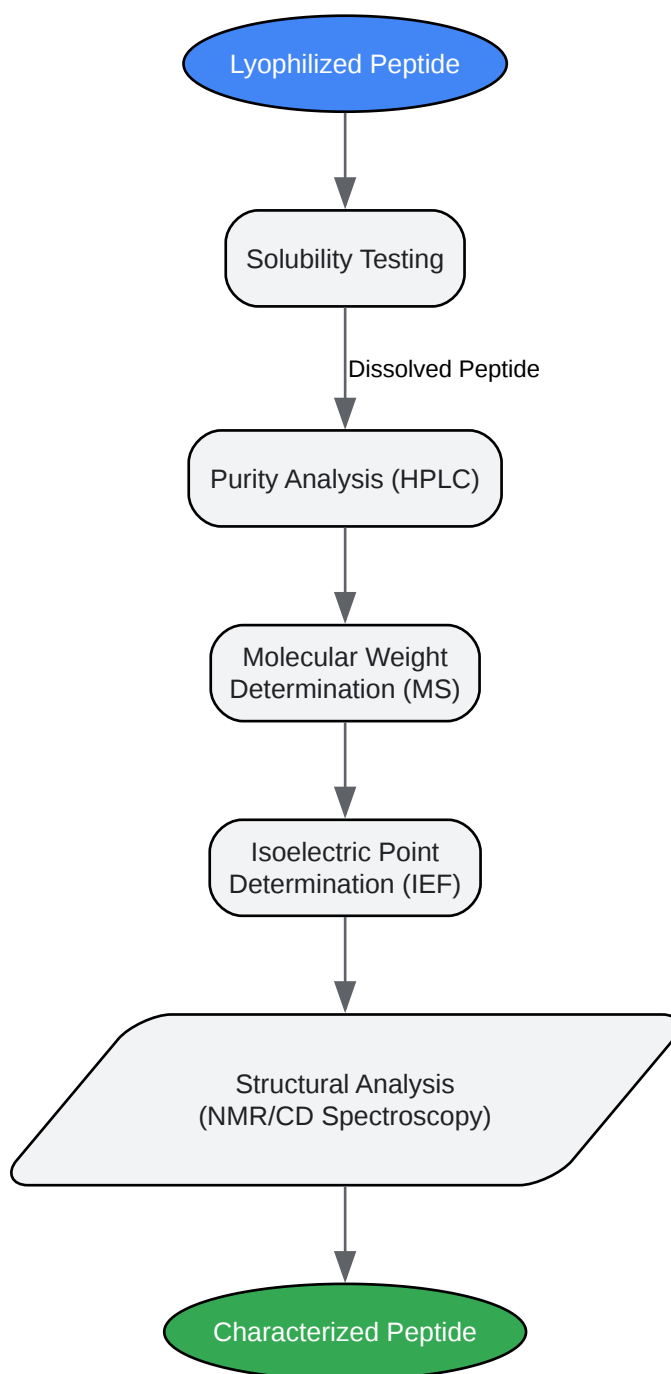 Lyophilized Peptide
Solubility Testing
Dissolved Peptide
Purity Analysis (HPLC)
Molecular Weight
Determination (MS)
Isoelectric Point
Determination (IEF)
Structural Analysis
(NMR/CD Spectroscopy)
Characterized Peptide